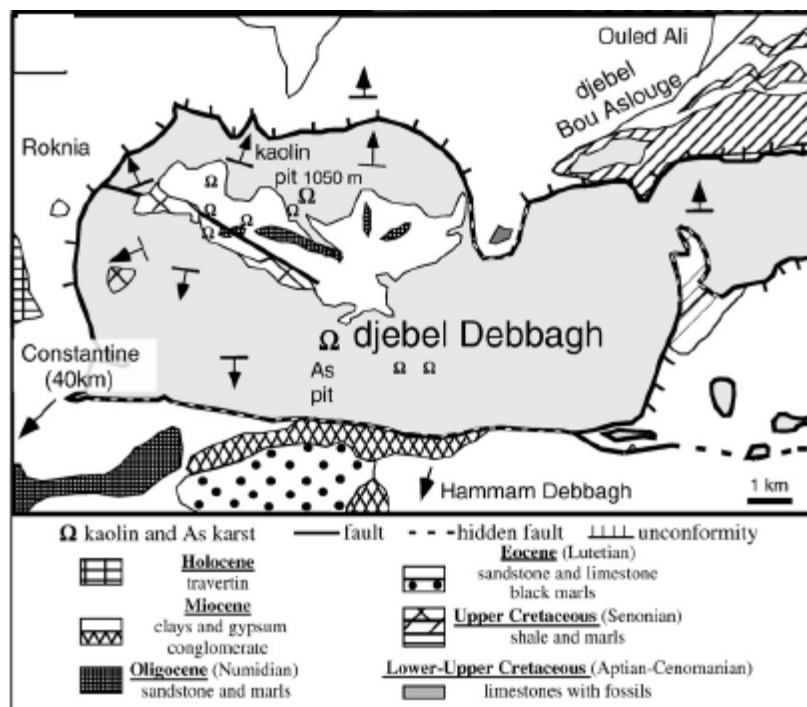 Ouled Ali
djebel
Bou Aslouge
Roknia
kaolin
pit 1050 m
Ω
Ω
Ω
Ω
Ω
Ω
Ω djebel Debbagh
As
pit
Ω Ω
Constantine
(40km)
Hammam Debbagh
1 km
Ω kaolin and As karst
fault
hidden fault
unconformity
Holocene
travertin
Miocene
clays and gypsum
conglomerate
Oligocene (Numidian)
sandstone and marls
Eocene (Lutetian)
sandstone and limestone
black marls
Upper Cretaceous (Senonian)
shale and marls
Lower-Upper Cretaceous (Aptian-Cenomanian)
limestones with fossils